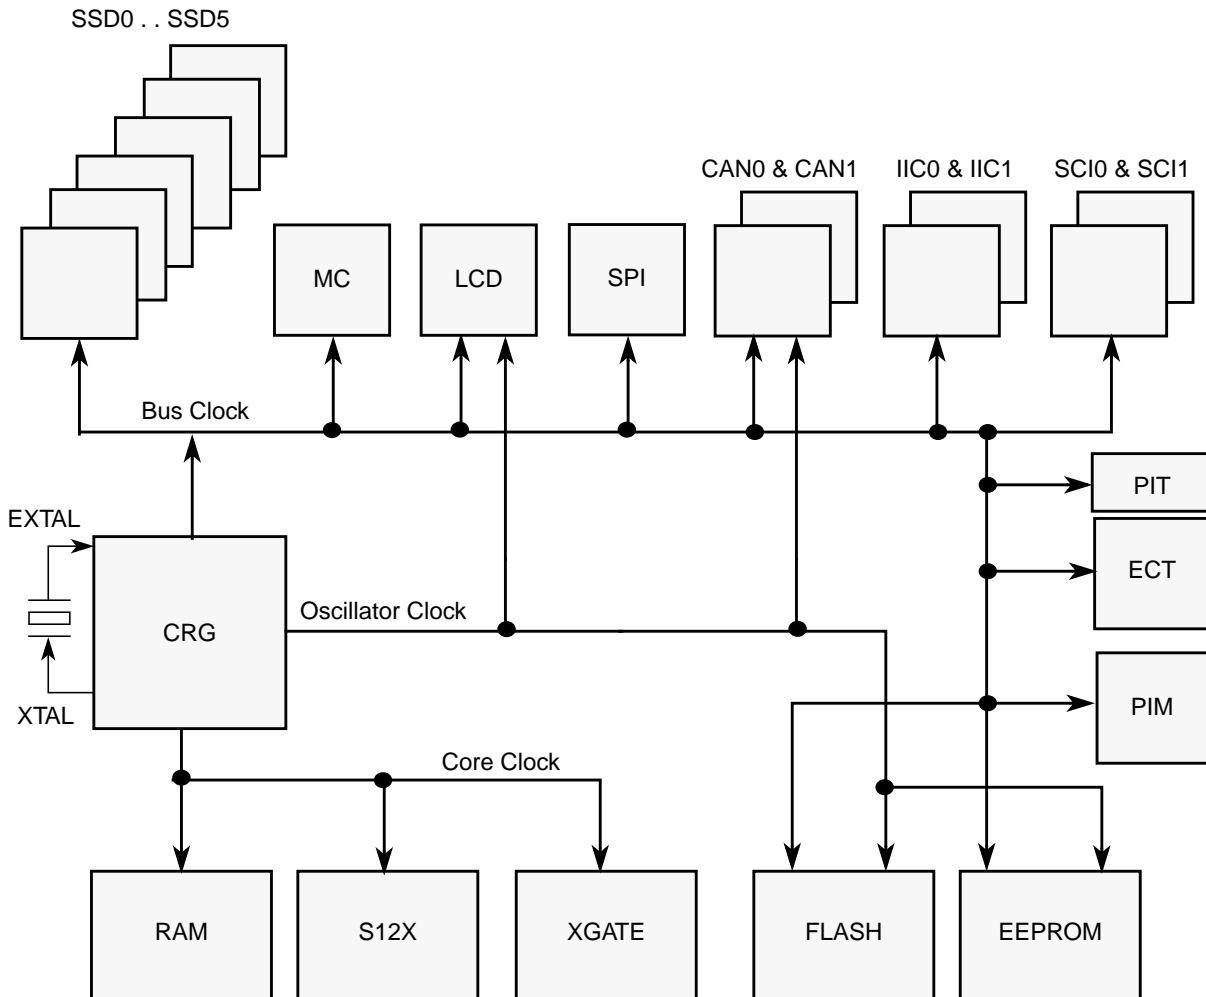 SSD0 . . SSD5
CAN0 & CAN1
IIC0 & IIC1
SCI0 & SCI1
MC
LCD
SPI
Bus Clock
PIT
EXTAL
ECT
Oscillator Clock
CRG
XTAL
PIM
Core Clock
RAM
S12X
XGATE
FLASH
EEPROM